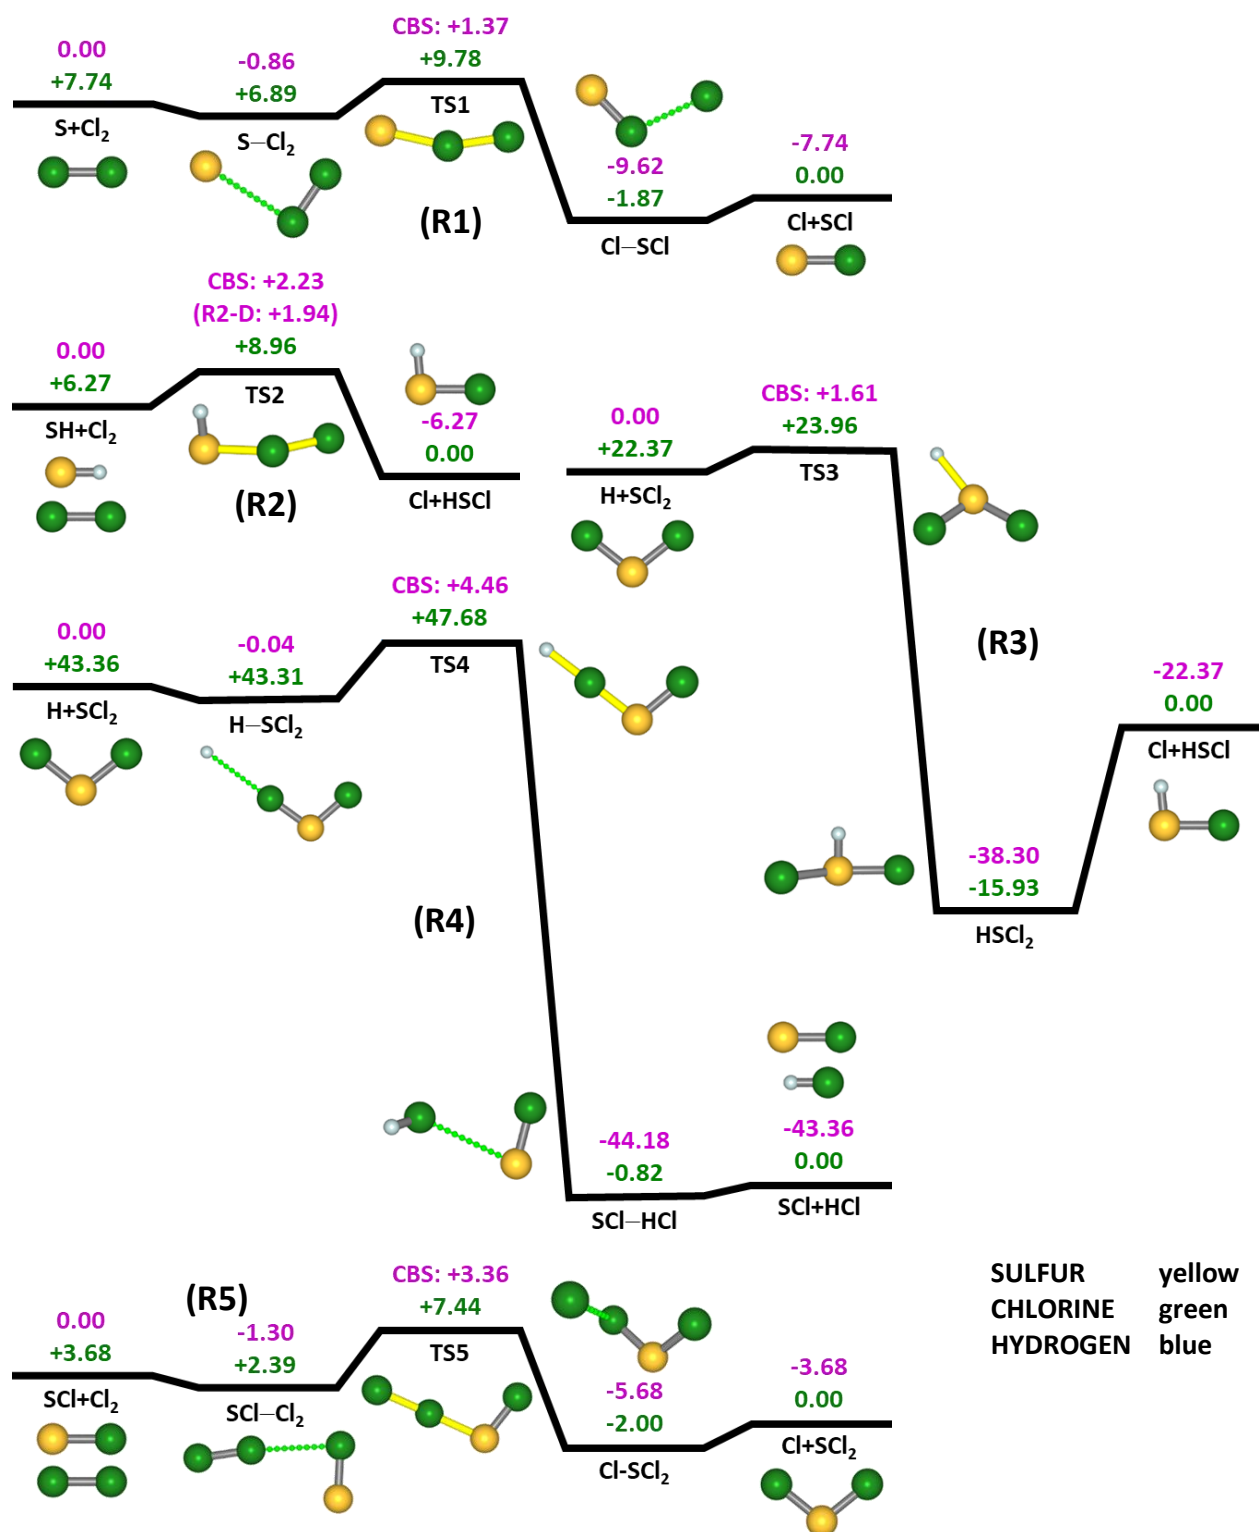 CBS: +1.37
0.00
-0.86
+9.78
+7.74
+6.89
TS1
S+Cl₂
S—Cl₂
-9.62
-1.87
Cl—SCl
-7.74
0.00
Cl+SCl
(R1)
CBS: +2.23
(R2-D: +1.94)
+8.96
TS2
0.00
+6.27
SH+Cl₂
-6.27
0.00
Cl+HSCl
(R2)
CBS: +1.61
+23.96
TS3
0.00
+22.37
H+SCl₂
(R3)
-22.37
0.00
Cl+HSCl
-38.30
-15.93
HSCl₂
CBS: +4.46
+47.68
TS4
0.00
+43.36
H+SCl₂
-0.04
+43.31
H—SCl₂
(R4)
-44.18
-0.82
SCl—HCl
-43.36
0.00
SCl+HCl
(R5)
CBS: +3.36
+7.44
TS5
0.00
+3.68
SCl+Cl₂
-1.30
+2.39
SCl—Cl₂
-5.68
-2.00
Cl-SCl₂
-3.68
0.00
Cl+SCl₂
SULFUR yellow
CHLORINE green
HYDROGEN blue